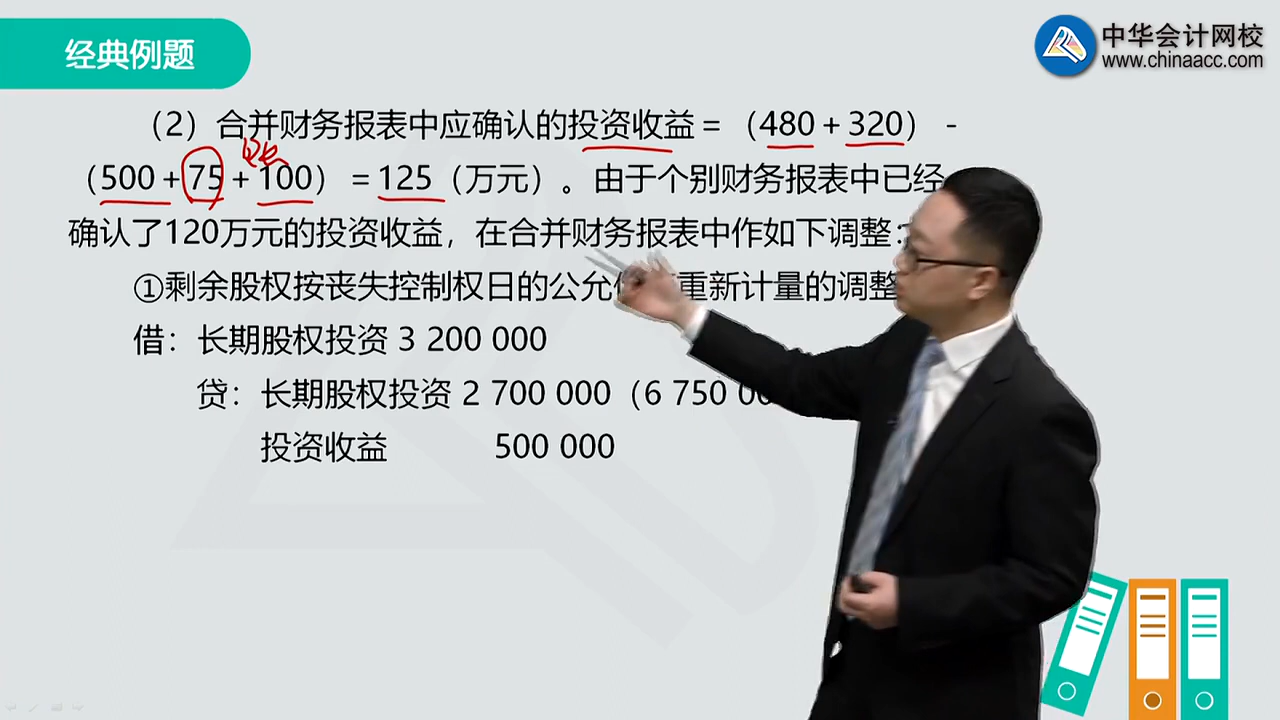 经典例题
中华会计网校
www.chinaacc.com
（2）合并财务报表中应确认的投资收益＝（480＋320）-
（500＋75＋100）＝125（万元）。由于个别财务报表中已经
确认了120万元的投资收益，在合并财务报表中作如下调整：
①剩余股权按丧失控制权日的公允 重新计量的调整
借：长期股权投资 3 200 000
贷：长期股权投资 2 700 000（6 750 00
投资收益 500 000